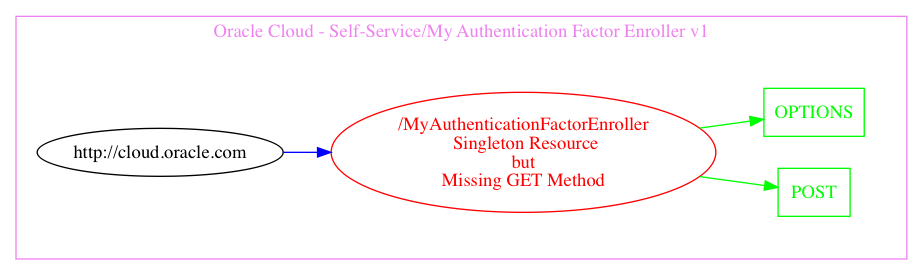 Oracle Cloud - Self-Service/My Authentication Factor Enroller v1
http://cloud.oracle.com
/MyAuthenticationFactorEnroller
Singleton Resource
but
Missing GET Method
OPTIONS
POST